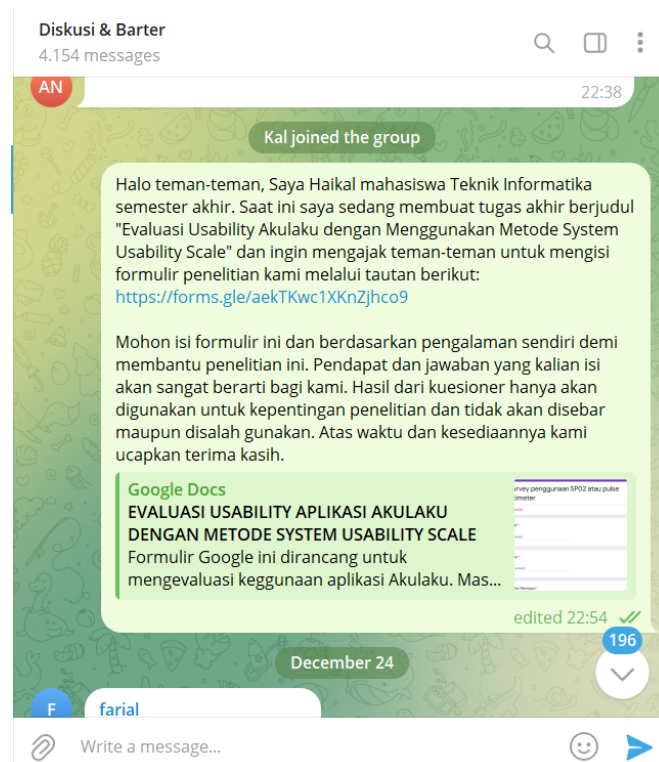 Diskusi & Barter
4.154 messages
AN
22:38
Kal joined the group
Halo teman-teman, Saya Haikal mahasiswa Teknik Informatika
semester akhir. Saat ini saya sedang membuat tugas akhir berjudul
"Evaluasi Usability Akulaku dengan Menggunakan Metode System
Usability Scale" dan ingin mengajak teman-teman untuk mengisi
formulir penelitian kami melalui tautan berikut:
https://forms.gle/aekTKwc1XKnZjhco9
Mohon isi formulir ini dan berdasarkan pengalaman sendiri demi
membantu penelitian ini. Pendapat dan jawaban yang kalian isi
akan sangat berarti bagi kami. Hasil dari kuesioner hanya akan
digunakan untuk kepentingan penelitian dan tidak akan disebar
maupun disalah gunakan. Atas waktu dan kesediaannya kami
ucapkan terima kasih.
Google Docs
EVALUASI USABILITY APLIKASI AKULAKU
DENGAN METODE SYSTEM USABILITY SCALE
Formulir Google ini dirancang untuk
mengevaluasi keggunaan aplikasi Akulaku. Mas...
urvey penggunaan SPO2 atau pulse
edited 22:54
196
December 24
F
farial
Write a message...